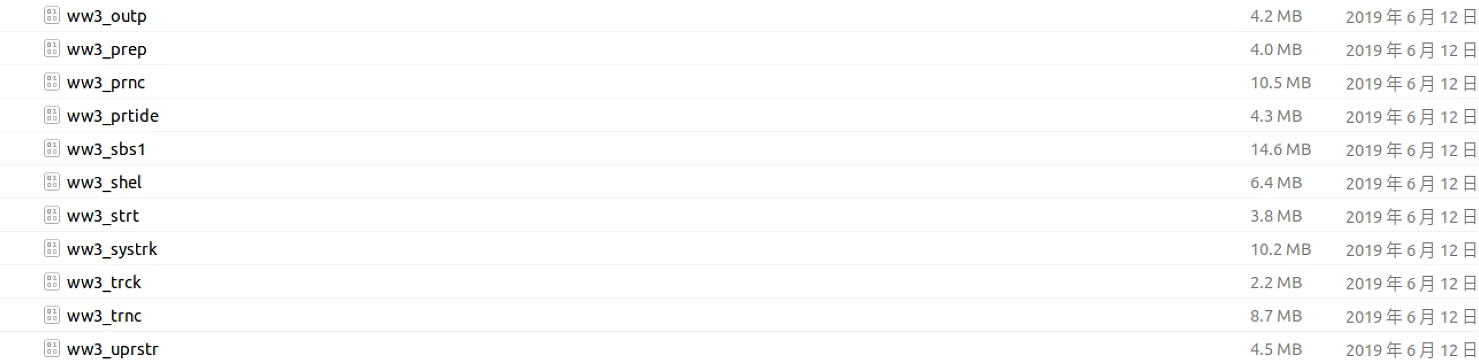 ww3_outp 4.2 MB 2019 年 6 月 12 日
ww3_prep 4.0 MB 2019 年 6 月 12 日
ww3_prnc 10.5 MB 2019 年 6 月 12 日
ww3_prtide 4.3 MB 2019 年 6 月 12 日
ww3_sbs1 14.6 MB 2019 年 6 月 12 日
ww3_shel 6.4 MB 2019 年 6 月 12 日
ww3_strt 3.8 MB 2019 年 6 月 12 日
ww3_systrk 10.2 MB 2019 年 6 月 12 日
ww3_trck 2.2 MB 2019 年 6 月 12 日
ww3_trnc 8.7 MB 2019 年 6 月 12 日
ww3_uprstr 4.5 MB 2019 年 6 月 12 日